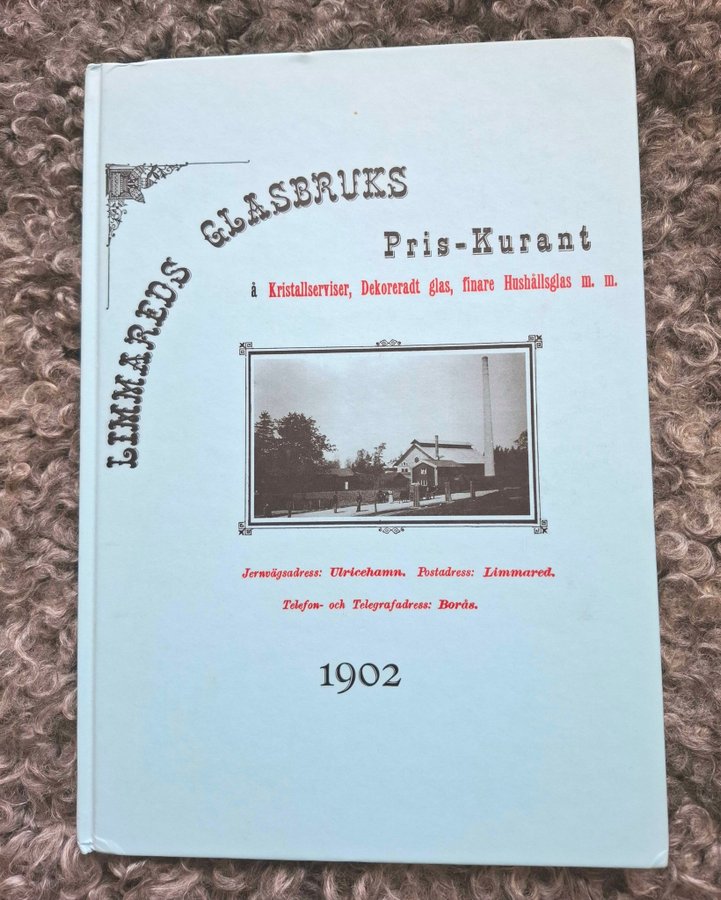 LIMMAREDS GLASBRUKS
Pris-Kurant
å Kristallserviser, Dekoreradt glas, finare Hushållsglas m. m.
Jernvägsadress: Ulricehamn. Postadress: Limmared.
Telefon- och Telegrafadress: Borås.
1902